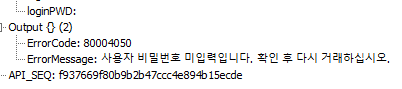 loginPWD:
Output {} (2)
ErrorCode: 80004050
ErrorMessage: 사용자 비밀번호 미입력입니다. 확인 후 다시 거래하십시오.
API_SEQ: f937669f80b9b2b47ccc4e894b15ecde